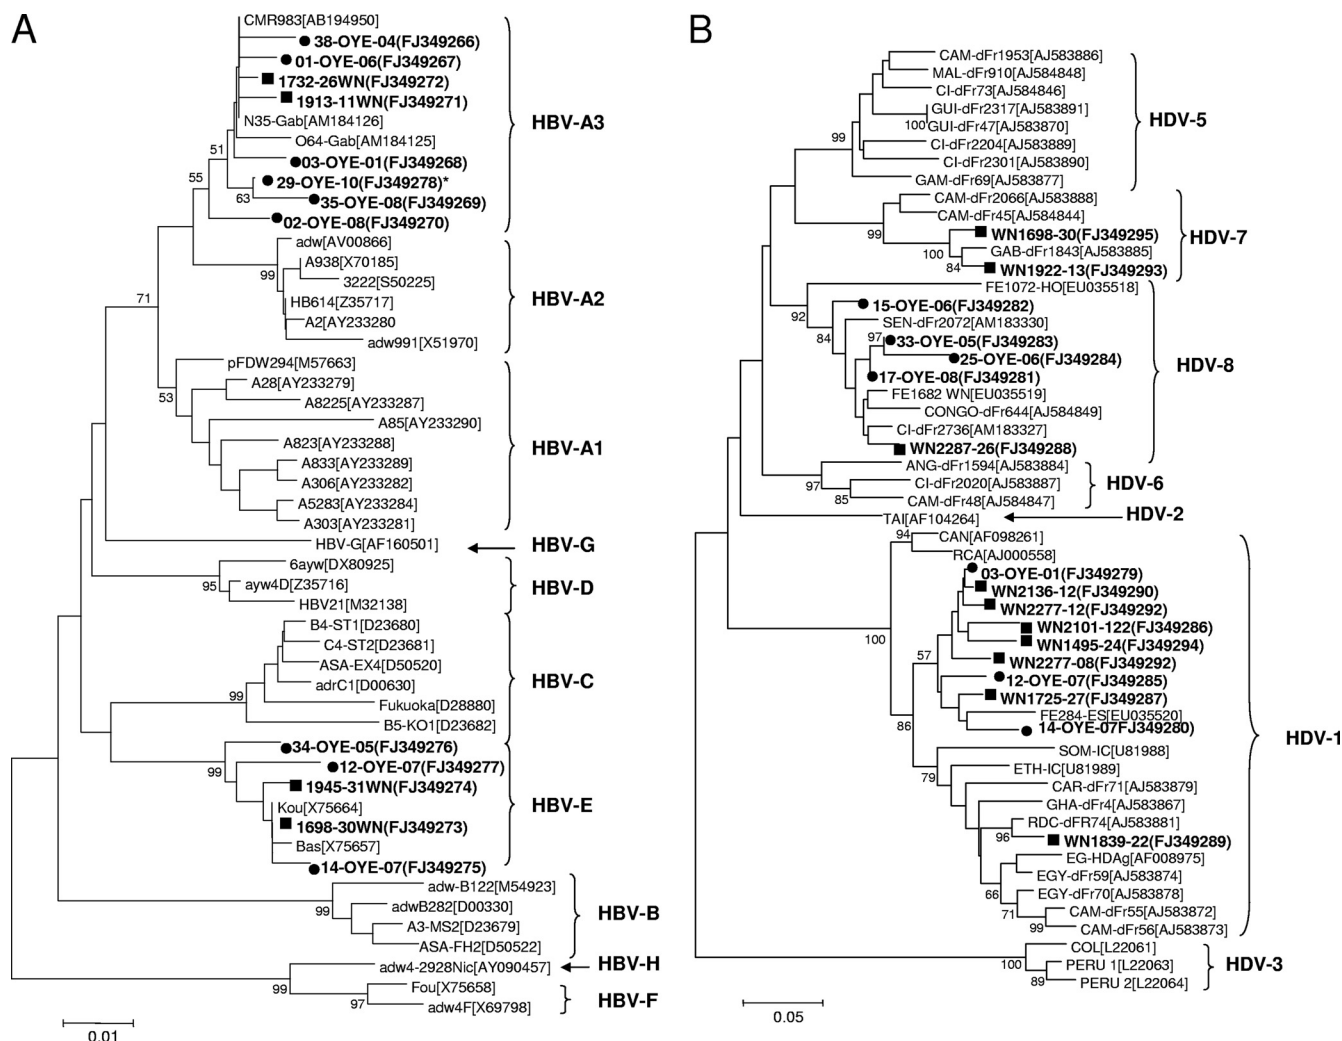 A
CMR983[AB194950]
38-OYE-04(FJ349266)
01-OYE-06(FJ349267)
1732-26WN(FJ349272)
1913-11WN(FJ349271)
N35-Gab[AM184126]
O64-Gab[AM184125]
51
03-OYE-01(FJ349268)
55
29-OYE-10(FJ349278)*
63
35-OYE-08(FJ349269)
02-OYE-08(FJ349270)
HBV-A3
adw[AV00866]
A938[X70185]
99
3222[S50225]
HB614[Z35717]
A2[AY233280
adw991[X51970]
HBV-A2
71
pFDW294[M57663]
A28[AY233279]
53
A8225[AY233287]
A85[AY233290]
A823[AY233288]
A833[AY233289]
A306[AY233282]
A5283[AY233284]
A303[AY233281]
HBV-A1
HBV-G[AF160501]
HBV-G
6ayw[DX80925]
95
ayw4D[Z35716]
HBV21[M32138]
HBV-D
B4-ST1[D23680]
C4-ST2[D23681]
ASA-EX4[D50520]
adrC1[D00630]
99
Fukuoka[D28880]
B5-KO1[D23682]
HBV-C
34-OYE-05(FJ349276)
99
12-OYE-07(FJ349277)
1945-31WN(FJ349274)
Kou[X75664]
1698-30WN(FJ349273)
Bas[X75657]
14-OYE-07(FJ349275)
HBV-E
adw-B122[M54923]
99
adwB282[D00330]
A3-MS2[D23679]
ASA-FH2[D50522]
HBV-B
adw4-2928Nic[AY090457]
HBV-H
99
Fou[X75658]
97
adw4F[X69798]
HBV-F
0.01
B
CAM-dFr1953[AJ583886]
MAL-dFr910[AJ584848]
CI-dFr73[AJ584846]
GUI-dFr2317[AJ583891]
100
GUI-dFr47[AJ583870]
99
CI-dFr2204[AJ583889]
CI-dFr2301[AJ583890]
GAM-dFr69[AJ583877]
HDV-5
CAM-dFr2066[AJ583888]
CAM-dFr45[AJ584844]
99
WN1698-30(FJ349295)
100
GAB-dFr1843[AJ583885]
84
WN1922-13(FJ349293)
HDV-7
FE1072-HO[EU035518]
92
15-OYE-06(FJ349282)
SEN-dFr2072[AM183330]
84
97
33-OYE-05(FJ349283)
25-OYE-06(FJ349284)
17-OYE-08(FJ349281)
FE1682 WN[EU035519]
CONGO-dFr644[AJ584849]
CI-dFr2736[AM183327]
WN2287-26(FJ349288)
HDV-8
ANG-dFr1594[AJ583884]
97
CI-dFr2020[AJ583887]
85
CAM-dFr48[AJ584847]
HDV-6
TAI[AF104264]
HDV-2
94
CAN[AF098261]
RCA[AJ000558]
03-OYE-01(FJ349279)
WN2136-12(FJ349290)
WN2277-12(FJ349292)
WN2101-122(FJ349286)
100
WN1495-24(FJ349294)
57
WN2277-08(FJ349292)
12-OYE-07(FJ349285)
WN1725-27(FJ349287)
FE284-ES[EU035520]
86
14-OYE-07FJ349280)
SOM-IC[U81988]
ETH-IC[U81989]
79
CAR-dFr71[AJ583879]
GHA-dFr4[AJ583867]
RDC-dFR74[AJ583881]
96
WN1839-22(FJ349289)
EG-HDAg[AF008975]
EGY-dFr59[AJ583874]
66
EGY-dFr70[AJ583878]
71
CAM-dFr55[AJ583872]
99
CAM-dFr56[AJ583873]
HDV-1
COL[L22061]
100
PERU 1[L22063]
89
PERU 2[L22064]
HDV-3
0.05